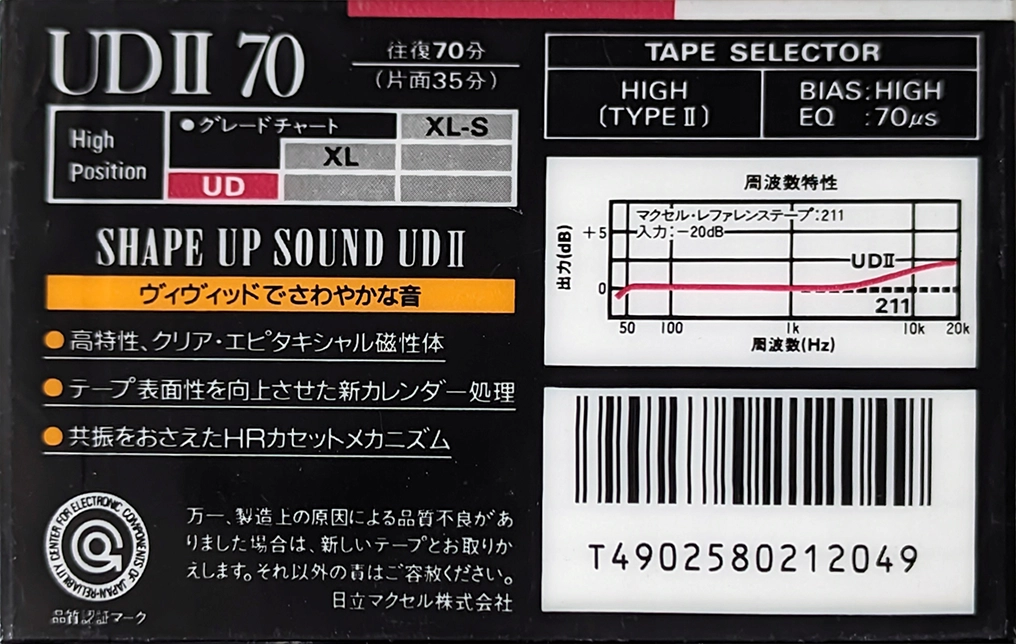 UDⅡ 70
往復70分
(片面35分)
High
Position
●グレードチャート
XL-S
XL
UD
SHAPE UP SOUND UDⅡ
ヴィヴィッドでさわやかな音
●高特性、クリア・エピタキシャル磁性体
●テープ表面性を向上させた新カレンダー処理
●共振をおさえたHRカセットメカニズム
RELIABILITY CENTER FOR ELECTRONIC COMPONENTS OF JAPAN
品質認証マーク
万一、製造上の原因による品質不良があ
りました場合は、新しいテープとお取りか
えします。それ以外の責はご容赦ください。
日立マクセル株式会社
TAPE SELECTOR
HIGH
(TYPEⅡ)
BIAS:HIGH
EQ :70μs
周波数特性
マクセル・レファレンステープ:211
入力:-20dB
出力(dB)
+5
0
UDⅡ
211
50 100 1k 10k 20k
周波数(Hz)
T4902580212049